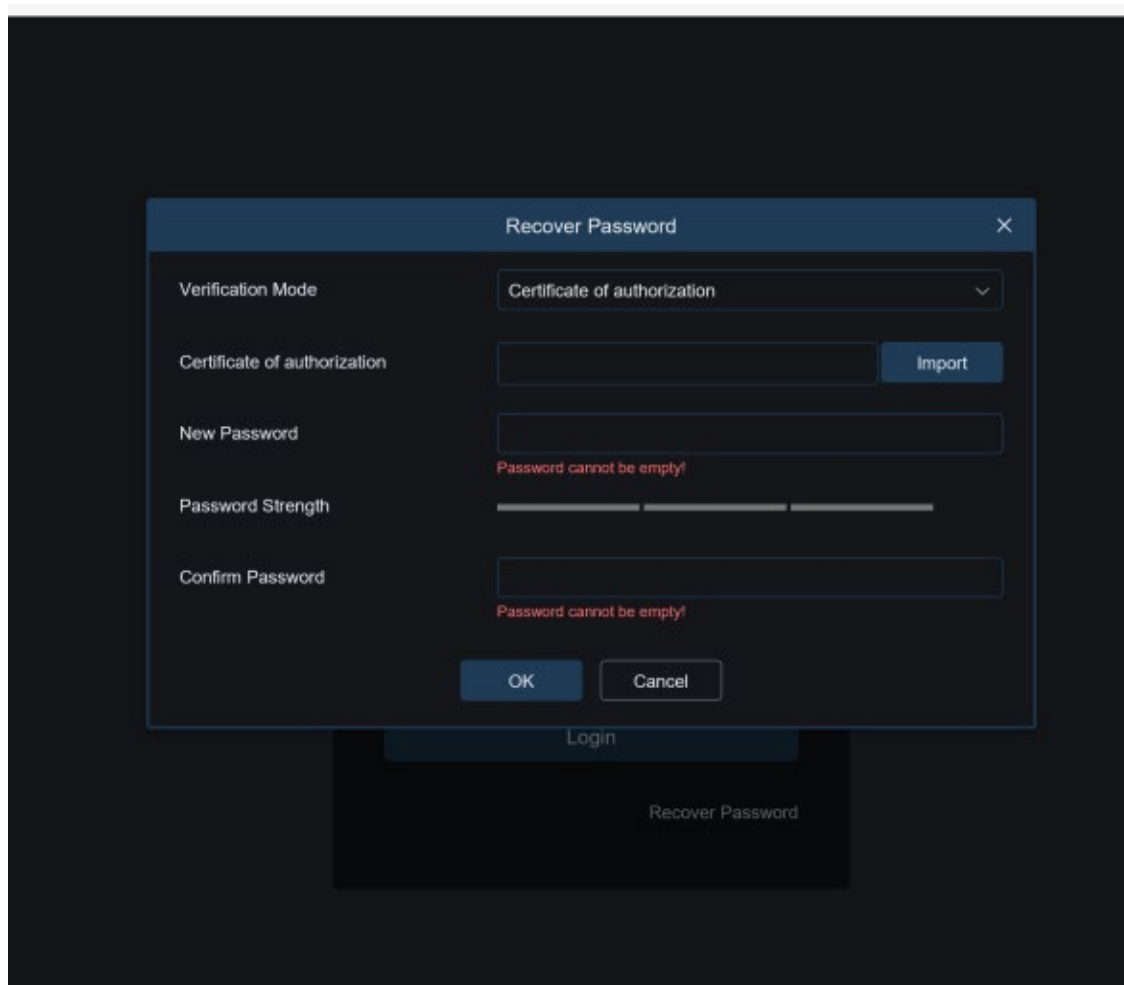 Recover Password
Verification Mode
Certificate of authorization
Certificate of authorization
Import
New Password
Password cannot be empty!
Password Strength
Confirm Password
Password cannot be empty!
OK
Cancel
Login
Recover Password